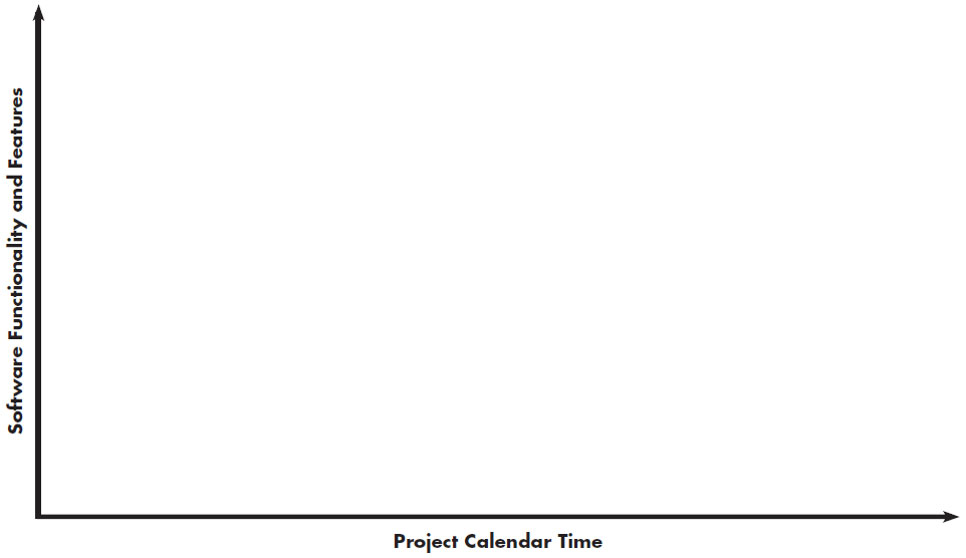 Software Functionality and Features
Project Calendar Time